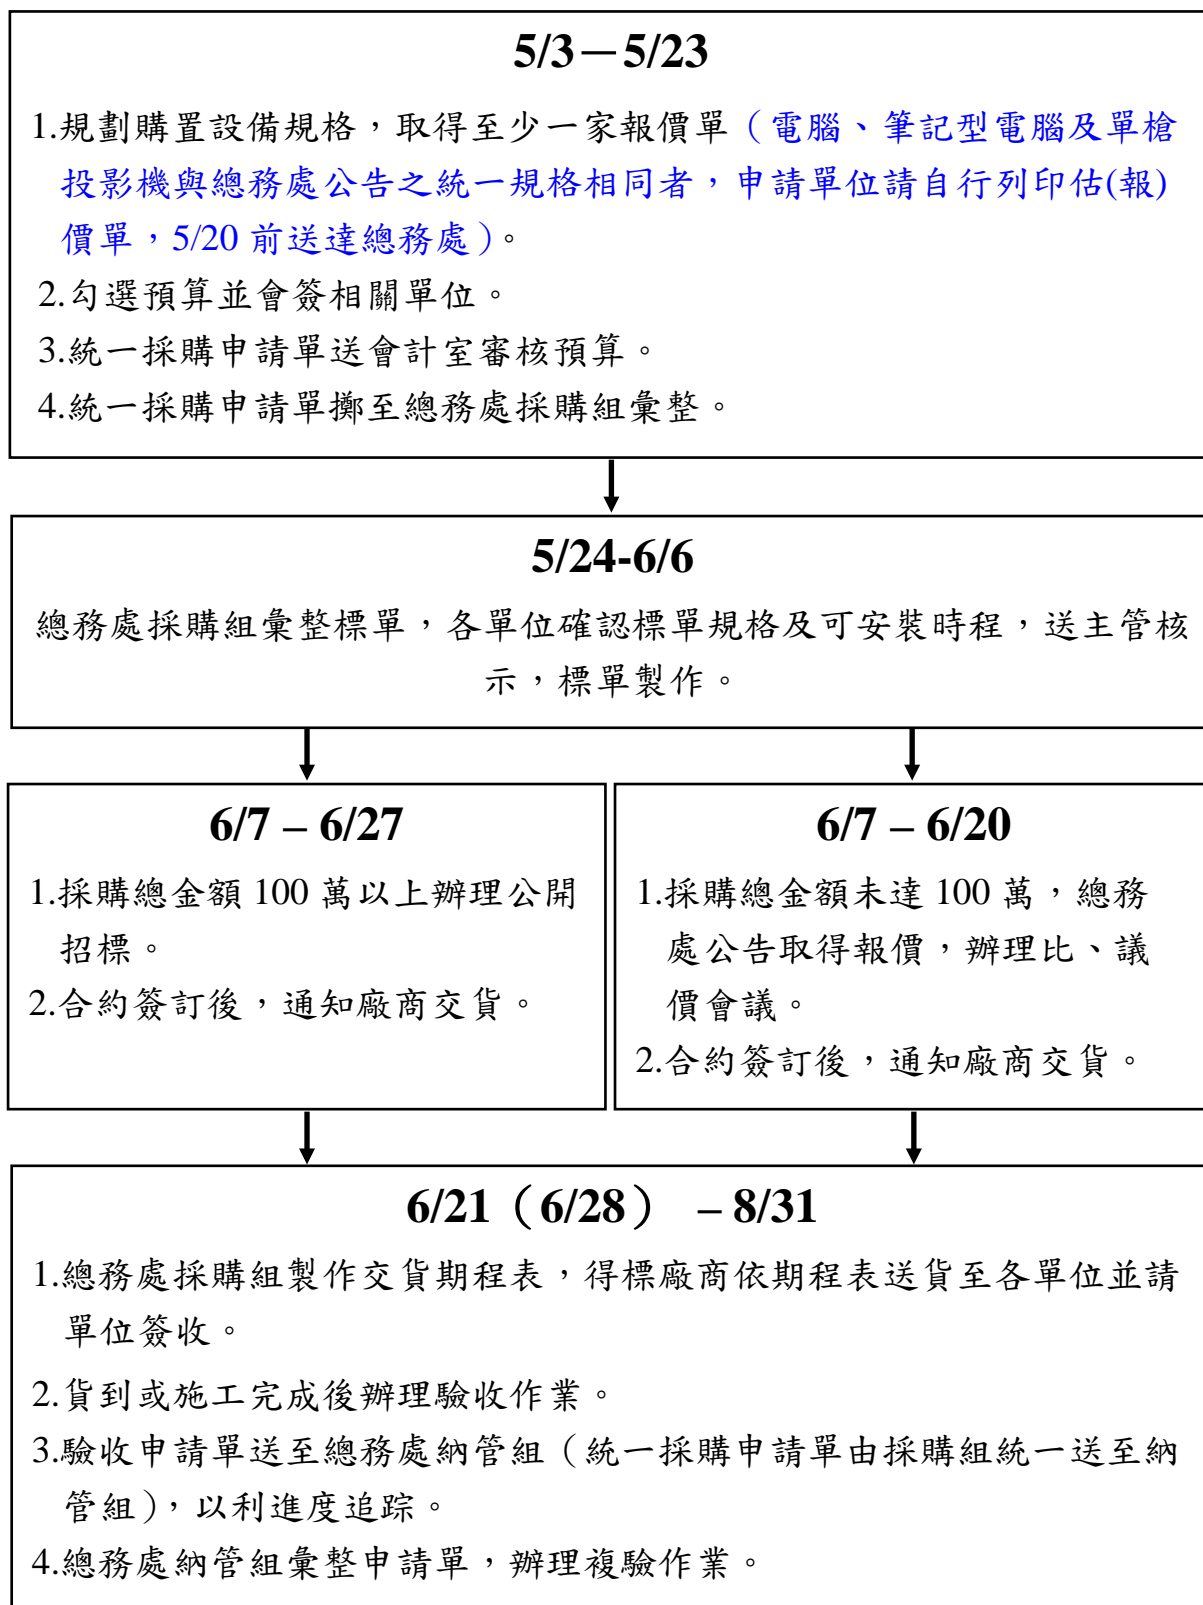 5/3－5/23
1.規劃購置設備規格，取得至少一家報價單（電腦、筆記型電腦及單槍
投影機與總務處公告之統一規格相同者，申請單位請自行列印估(報)
價單，5/20 前送達總務處）。
2.勾選預算並會簽相關單位。
3.統一採購申請單送會計室審核預算。
4.統一採購申請單擲至總務處採購組彙整。
5/24-6/6
總務處採購組彙整標單，各單位確認標單規格及可安裝時程，送主管核
示，標單製作。
6/7 – 6/27
1.採購總金額 100 萬以上辦理公開
招標。
2.合約簽訂後，通知廠商交貨。
6/7 – 6/20
1.採購總金額未達 100 萬，總務
處公告取得報價，辦理比、議
價會議。
2.合約簽訂後，通知廠商交貨。
6/21（6/28） – 8/31
1.總務處採購組製作交貨期程表，得標廠商依期程表送貨至各單位並請
單位簽收。
2.貨到或施工完成後辦理驗收作業。
3.驗收申請單送至總務處納管組（統一採購申請單由採購組統一送至納
管組），以利進度追踪。
4.總務處納管組彙整申請單，辦理複驗作業。